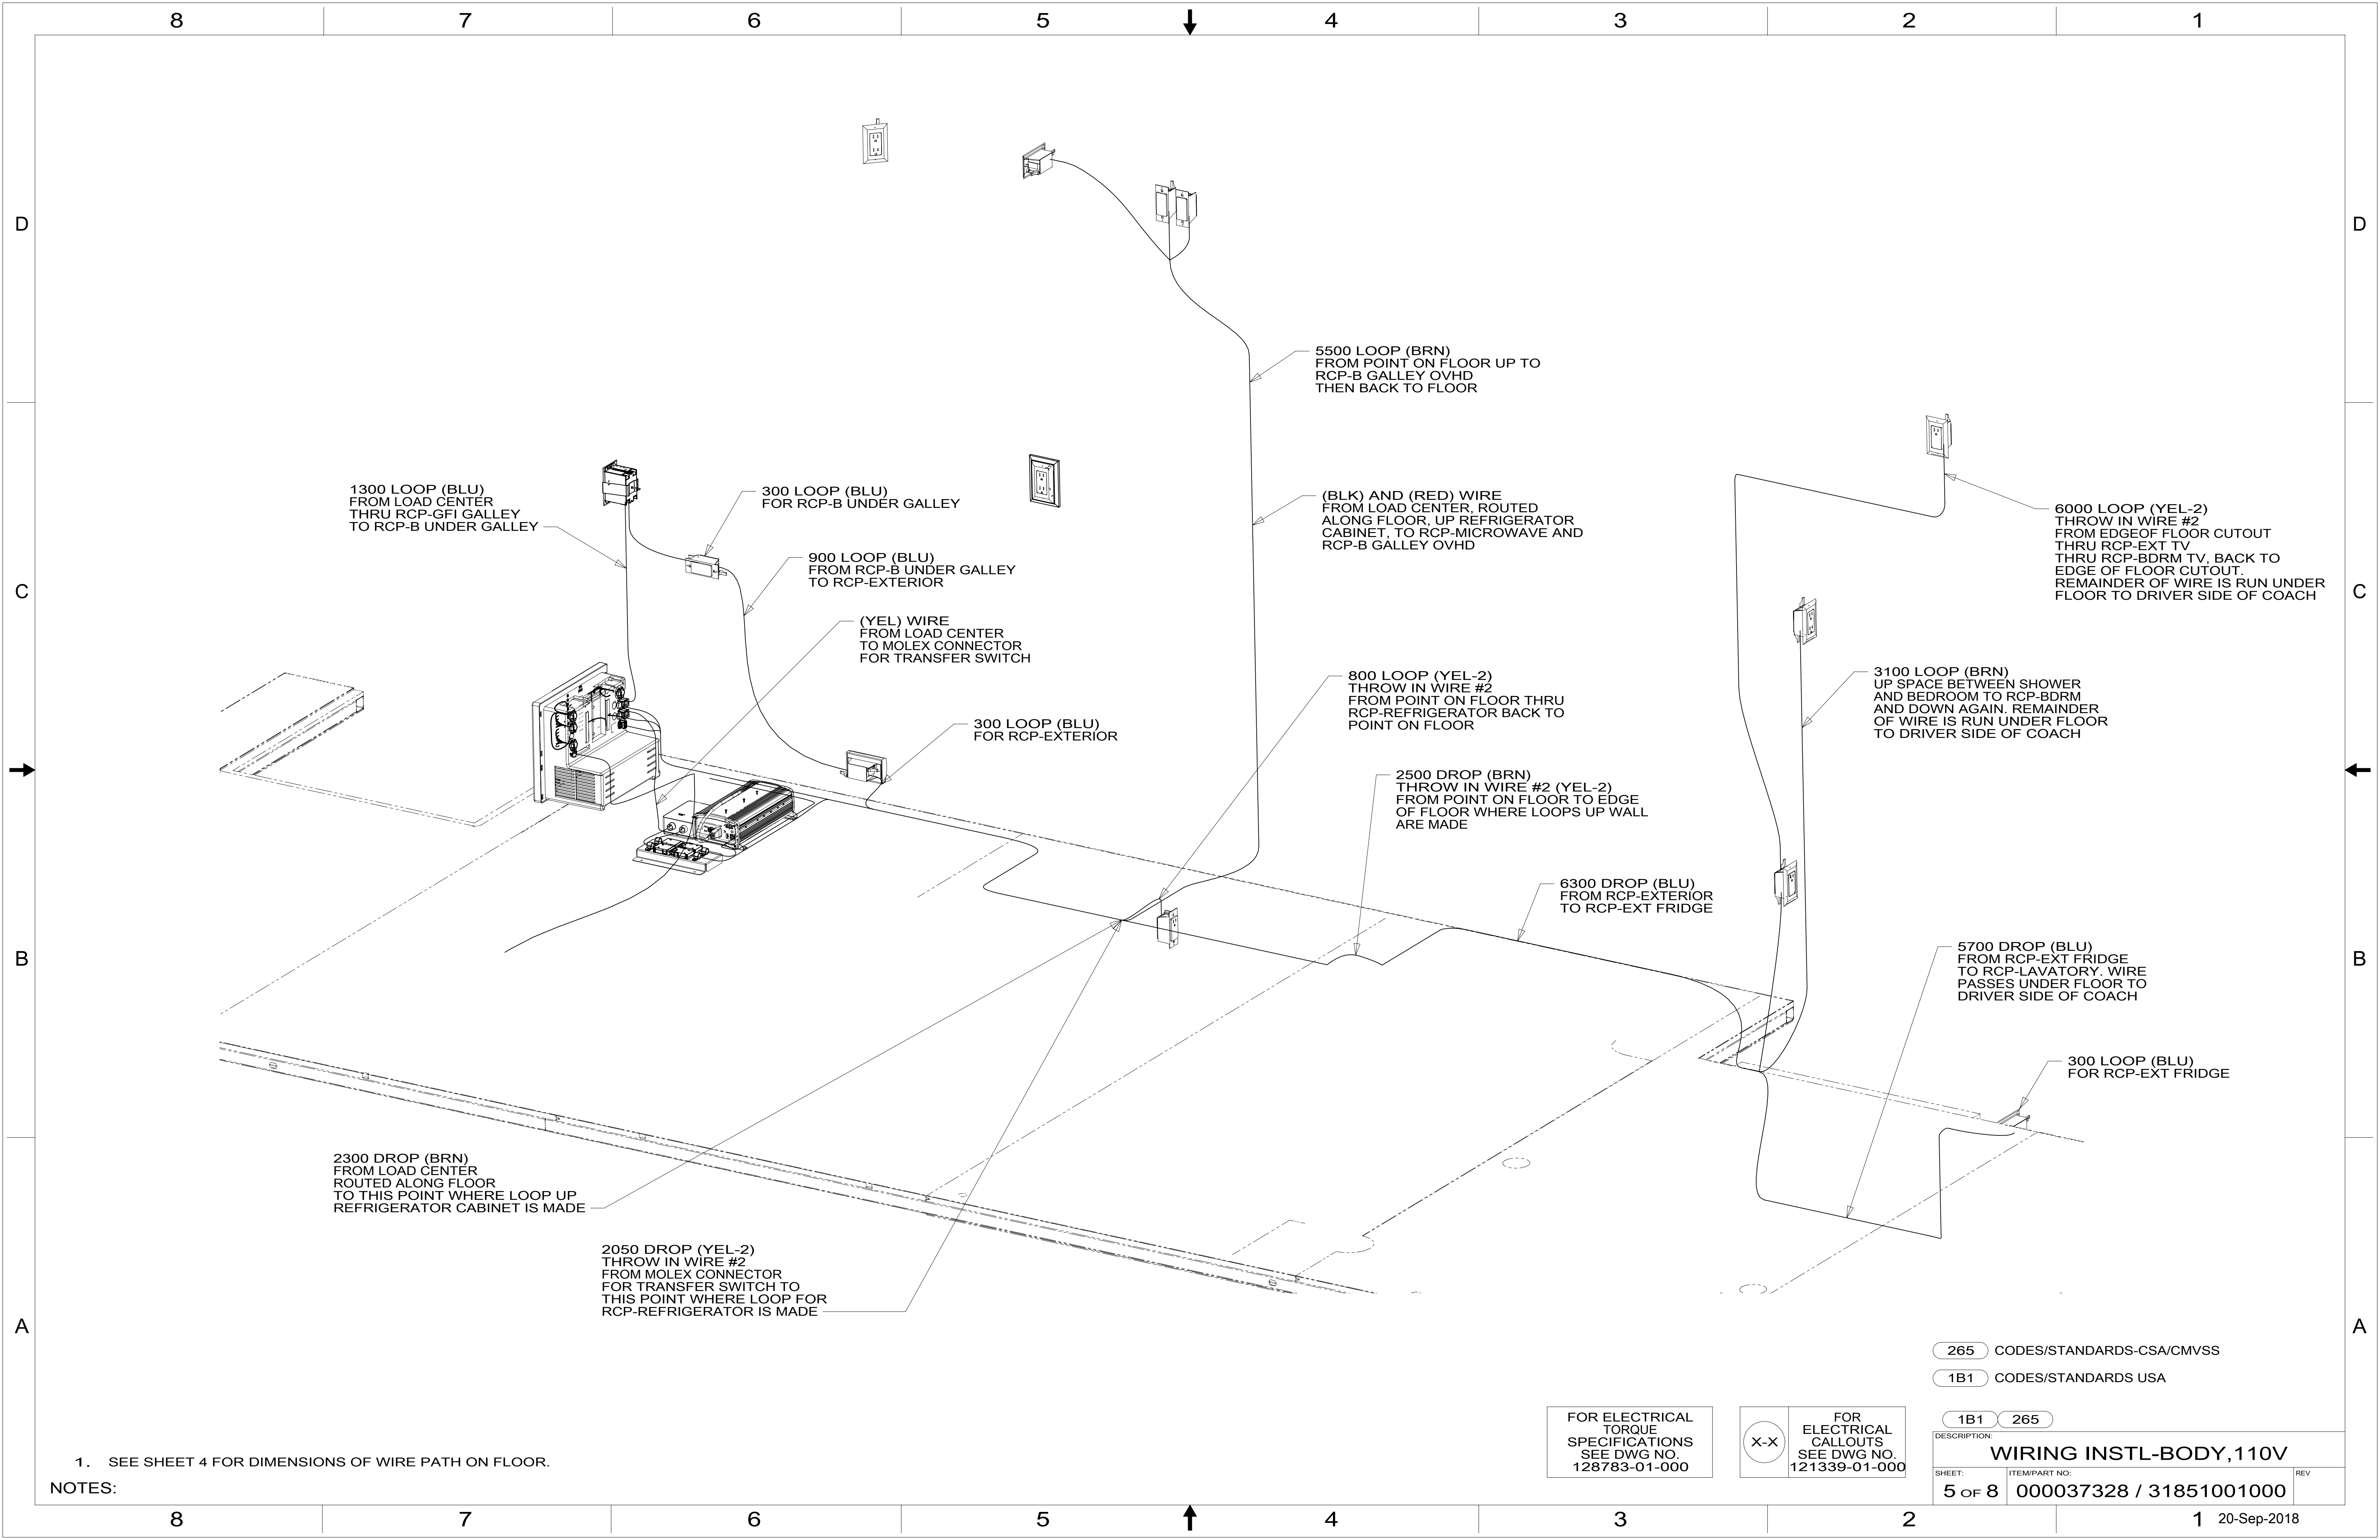 8 7 6 5 4 3 2 1
D D
5500 LOOP (BRN)
FROM POINT ON FLOOR UP TO
RCP-B GALLEY OVHD
THEN BACK TO FLOOR
1300 LOOP (BLU)
FROM LOAD CENTER
THRU RCP-GFI GALLEY
TO RCP-B UNDER GALLEY
300 LOOP (BLU)
FOR RCP-B UNDER GALLEY
(BLK) AND (RED) WIRE
FROM LOAD CENTER, ROUTED
ALONG FLOOR, UP REFRIGERATOR
CABINET, TO RCP-MICROWAVE AND
RCP-B GALLEY OVHD
6000 LOOP (YEL-2)
THROW IN WIRE #2
FROM EDGEOF FLOOR CUTOUT
THRU RCP-EXT TV
THRU RCP-BDRM TV, BACK TO
EDGE OF FLOOR CUTOUT.
REMAINDER OF WIRE IS RUN UNDER
FLOOR TO DRIVER SIDE OF COACH
900 LOOP (BLU)
FROM RCP-B UNDER GALLEY
TO RCP-EXTERIOR
C C
(YEL) WIRE
FROM LOAD CENTER
TO MOLEX CONNECTOR
FOR TRANSFER SWITCH
800 LOOP (YEL-2)
THROW IN WIRE #2
FROM POINT ON FLOOR THRU
RCP-REFRIGERATOR BACK TO
POINT ON FLOOR
3100 LOOP (BRN)
UP SPACE BETWEEN SHOWER
AND BEDROOM TO RCP-BDRM
AND DOWN AGAIN. REMAINDER
OF WIRE IS RUN UNDER FLOOR
TO DRIVER SIDE OF COACH
300 LOOP (BLU)
FOR RCP-EXTERIOR
2500 DROP (BRN)
THROW IN WIRE #2 (YEL-2)
FROM POINT ON FLOOR TO EDGE
OF FLOOR WHERE LOOPS UP WALL
ARE MADE
6300 DROP (BLU)
FROM RCP-EXTERIOR
TO RCP-EXT FRIDGE
B B
5700 DROP (BLU)
FROM RCP-EXT FRIDGE
TO RCP-LAVATORY. WIRE
PASSES UNDER FLOOR TO
DRIVER SIDE OF COACH
300 LOOP (BLU)
FOR RCP-EXT FRIDGE
2300 DROP (BRN)
FROM LOAD CENTER
ROUTED ALONG FLOOR
TO THIS POINT WHERE LOOP UP
REFRIGERATOR CABINET IS MADE
2050 DROP (YEL-2)
THROW IN WIRE #2
FROM MOLEX CONNECTOR
FOR TRANSFER SWITCH TO
THIS POINT WHERE LOOP FOR
RCP-REFRIGERATOR IS MADE
A A
265 CODES/STANDARDS-CSA/CMVSS
1B1 CODES/STANDARDS USA
1B1 265
FOR ELECTRICAL
TORQUE
SPECIFICATIONS
SEE DWG NO.
128783-01-000
X-X
FOR
ELECTRICAL
CALLOUTS
SEE DWG NO.
121339-01-000
DESCRIPTION:
WIRING INSTL-BODY,110V
SHEET: ITEM/PART NO: REV
5 OF 8 000037328 / 31851001000
1. SEE SHEET 4 FOR DIMENSIONS OF WIRE PATH ON FLOOR.
NOTES:
8 7 6 5 4 3 2 1
20-Sep-2018